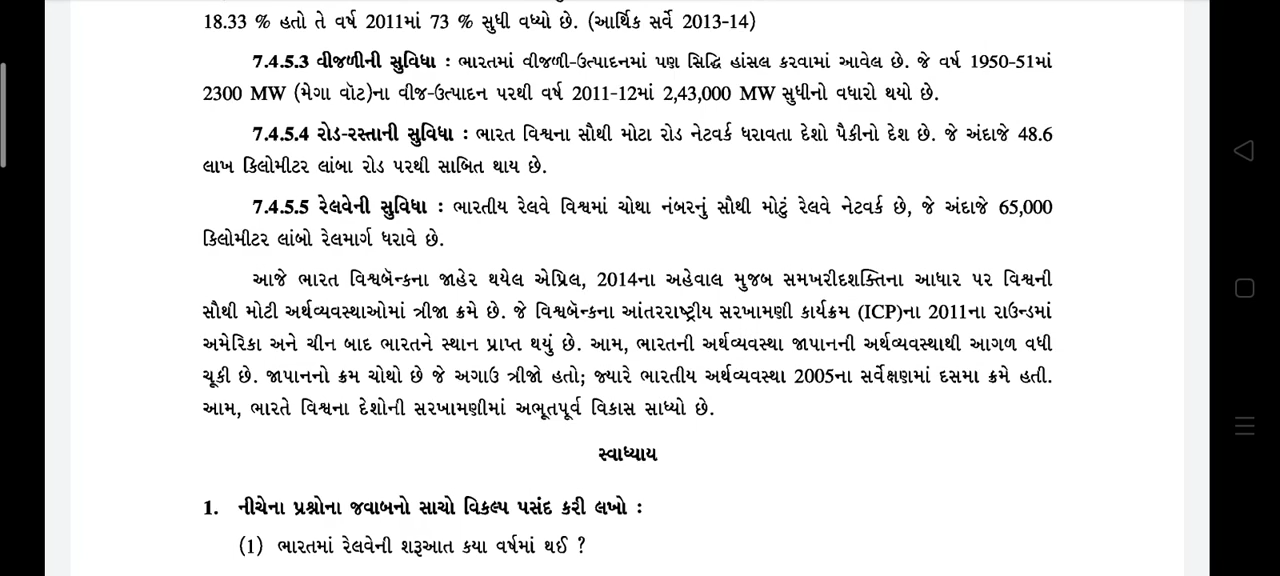 18.33 % હતો તે વર્ષ 2011માં 73 % સુધી વધ્યો છે. (આર્થિક સર્વે 2013-14)
7.4.5.3 વીજળીની સુવિધા : ભારતમાં વીજળી-ઉત્પાદનમાં પણ સિદ્ધિ હાંસલ કરવામાં આવેલ છે. જે વર્ષ 1950-51માં
2300 MW (મેગા વૉટ)ના વીજ-ઉત્પાદન પરથી વર્ષ 2011-12માં 2,43,000 MW સુધીનો વધારો થયો છે.
7.4.5.4 રોડ-રસ્તાની સુવિધા : ભારત વિશ્વના સૌથી મોટા રોડ નેટવર્ક ધરાવતા દેશો પૈકીનો દેશ છે. જે અંદાજે 48.6
લાખ કિલોમીટર લાંબા રોડ પરથી સાબિત થાય છે.
7.4.5.5 રેલવેની સુવિધા : ભારતીય રેલવે વિશ્વમાં ચોથા નંબરનું સૌથી મોટું રેલવે નેટવર્ક છે, જે અંદાજે 65,000
કિલોમીટર લાંબો રેલમાર્ગ ધરાવે છે.
આજે ભારત વિશ્વબૅન્કના જાહેર થયેલ એપ્રિલ, 2014ના અહેવાલ મુજબ સમખરીદશક્તિના આધાર પર વિશ્વની
સૌથી મોટી અર્થવ્યવસ્થાઓમાં ત્રીજા ક્રમે છે. જે વિશ્વબૅન્કના આંતરરાષ્ટ્રીય સરખામણી કાર્યક્રમ (ICP)ના 2011ના રાઉન્ડમાં
અમેરિકા અને ચીન બાદ ભારતને સ્થાન પ્રાપ્ત થયું છે. આમ, ભારતની અર્થવ્યવસ્થા જાપાનની અર્થવ્યવસ્થાથી આગળ વધી
ચૂકી છે. જાપાનનો ક્રમ ચોથો છે જે અગાઉ ત્રીજો હતો; જ્યારે ભારતીય અર્થવ્યવસ્થા 2005ના સર્વેક્ષણમાં દસમા ક્રમે હતી.
આમ, ભારતે વિશ્વના દેશોની સરખામણીમાં અભૂતપૂર્વ વિકાસ સાધ્યો છે.
સ્વાધ્યાય
1. નીચેના પ્રશ્નોના જવાબનો સાચો વિકલ્પ પસંદ કરી લખો :
(1) ભારતમાં રેલવેની શરૂઆત કયા વર્ષમાં થઈ ?